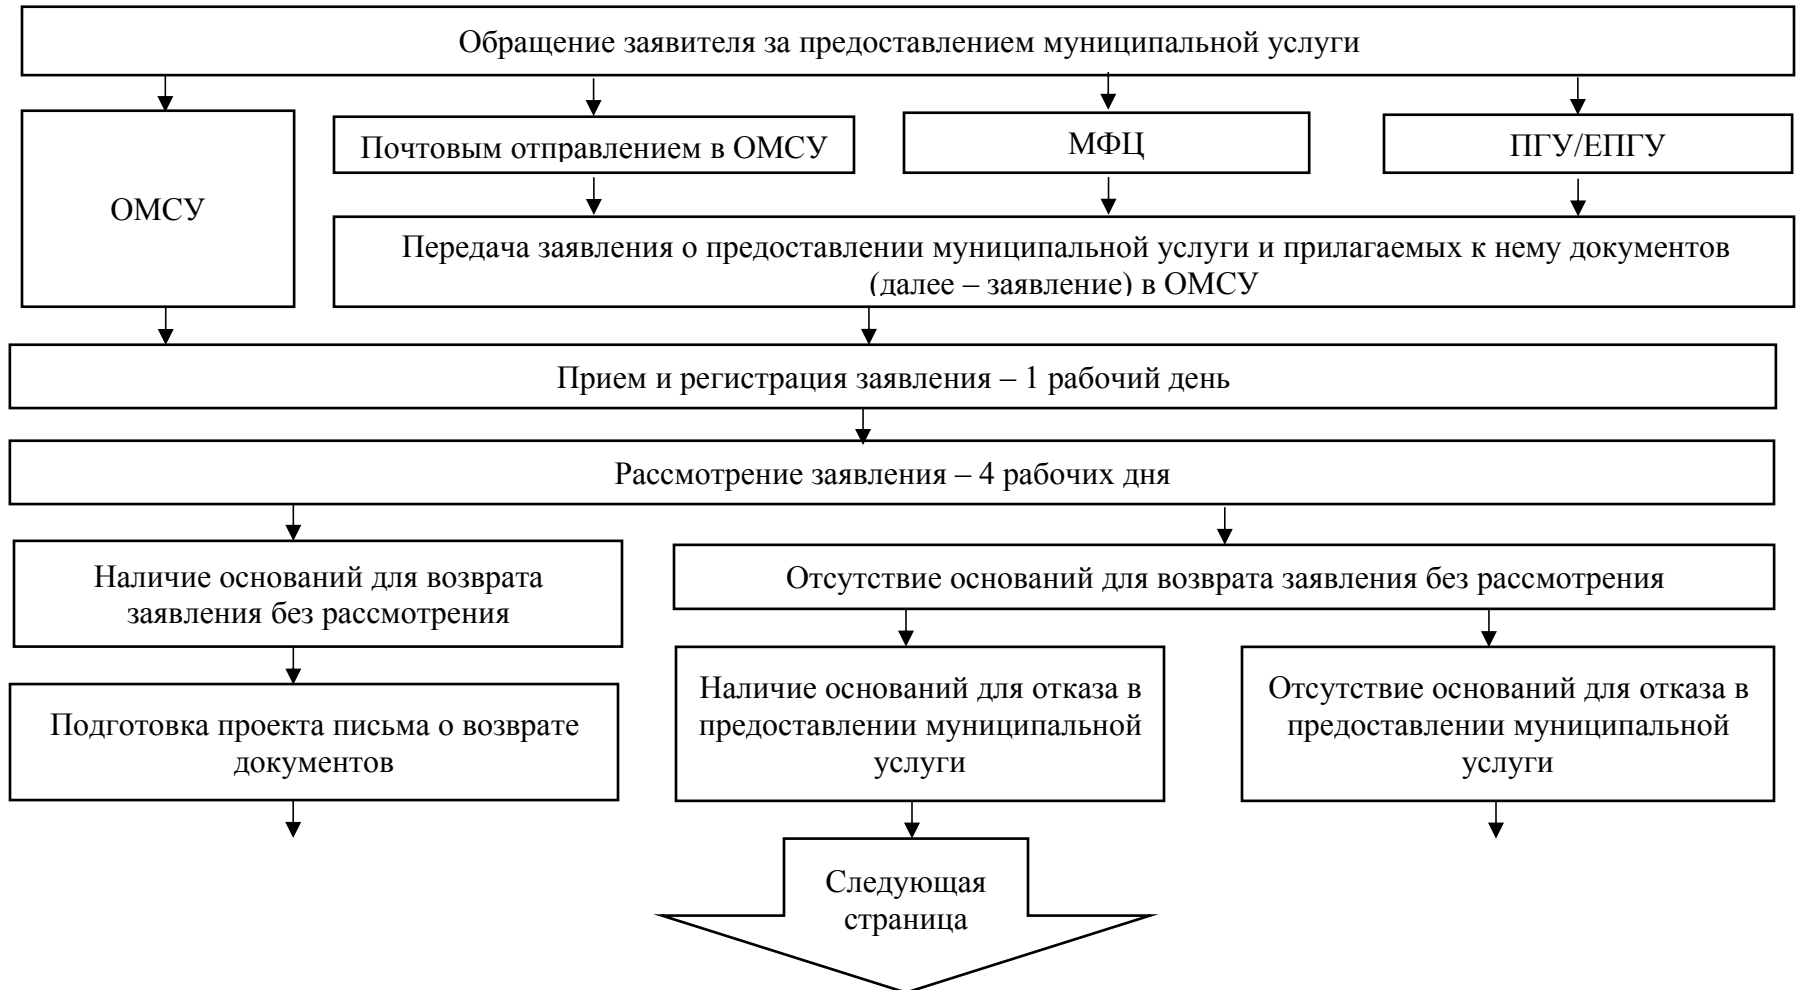 Обращение заявителя за предоставлением муниципальной услуги
ОМСУ
Почтовым отправлением в ОМСУ
МФЦ
ПГУ/ЕПГУ
Передача заявления о предоставлении муниципальной услуги и прилагаемых к нему документов
(далее – заявление) в ОМСУ
Прием и регистрация заявления – 1 рабочий день
Рассмотрение заявления – 4 рабочих дня
Наличие оснований для возврата
заявления без рассмотрения
Отсутствие оснований для возврата заявления без рассмотрения
Подготовка проекта письма о возврате
документов
Наличие оснований для отказа в
предоставлении муниципальной
услуги
Отсутствие оснований для отказа в
предоставлении муниципальной
услуги
Следующая
страница